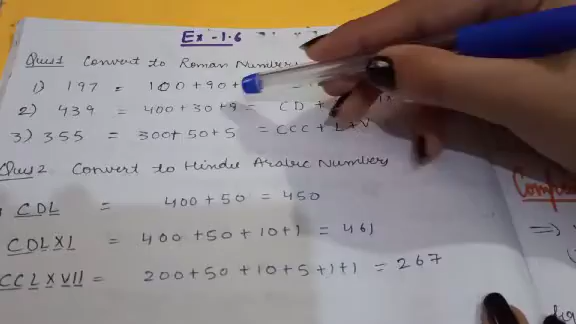 Ex-1.6
Ques1 Convert to Roman Numbers
1) 197 = 100+90+
2) 439 = 400+30+9 = CD +
3) 355 = 300+50+5 = CCC + L + V
Ques 2 Convert to Hindu Arabic Numbers
CDL = 400+50 = 450
CDLXI = 400+50+10+1 = 461
CCLXVII = 200+50+10+5+1+1 = 267